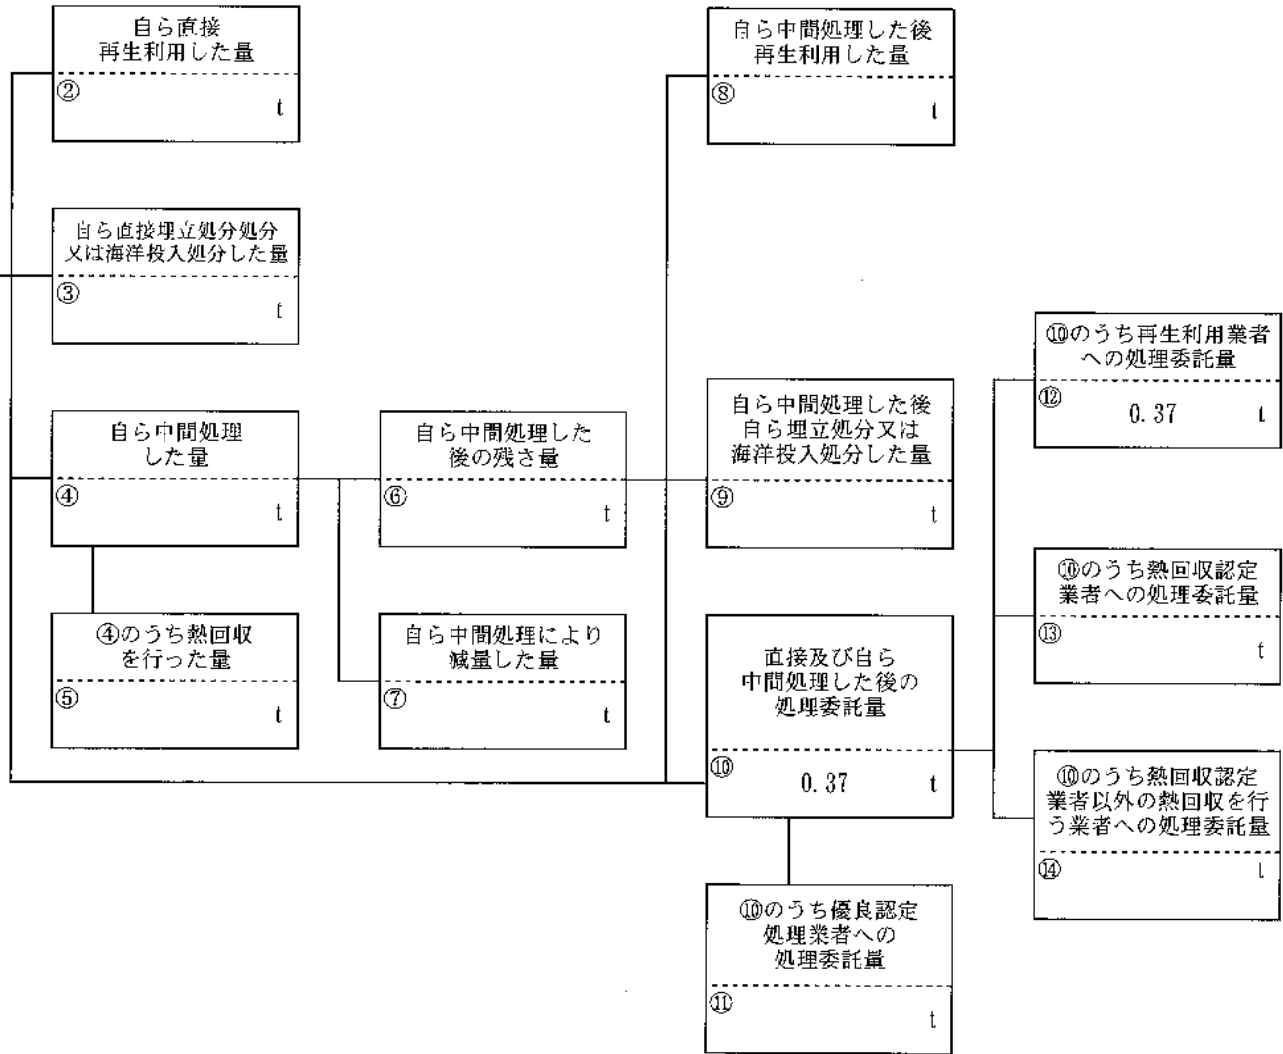 自ら直接
再生利用した量
②
t
自ら直接埋立処分処分
又は海洋投入処分した量
③
t
自ら中間処理
した量
④
t
④のうち熱回収
を行った量
⑤
t
自ら中間処理した
後の残さ量
⑥
t
自ら中間処理により
減量した量
⑦
t
自ら中間処理した後
再生利用した量
⑧
t
自ら中間処理した後
自ら埋立処分又は
海洋投入処分した量
⑨
t
直接及び自ら
中間処理した後の
処理委託量
⑩
0.37 t
⑩のうち優良認定
処理業者への
処理委託量
⑪
t
⑩のうち再生利用業者
への処理委託量
⑫
0.37 t
⑩のうち熱回収認定
業者への処理委託量
⑬
t
⑩のうち熱回収認定
業者以外の熱回収を行
う業者への処理委託量
⑭
t